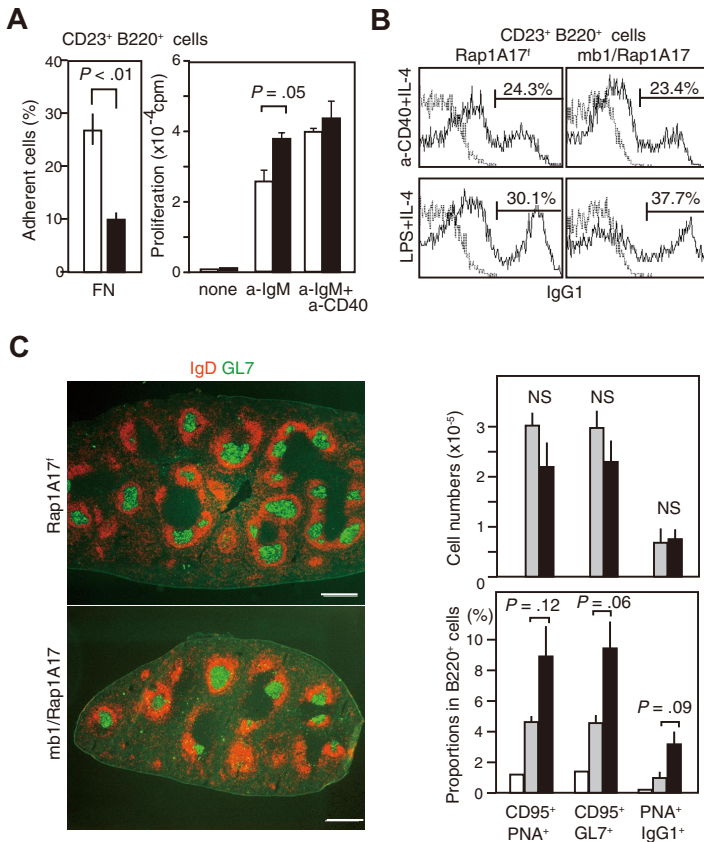 A
CD23+ B220+ cells
P < .01
P = .05
Adherent cells (%)
40
30
20
10
0
FN
Proliferation (x10-4cpm)
6
4
2
0
none
a-IgM
a-IgM+
a-CD40
B
CD23+ B220+ cells
Rap1A17f
mb1/Rap1A17
a-CD40+IL-4
24.3%
23.4%
LPS+IL-4
30.1%
37.7%
IgG1
C
IgD GL7
Rap1A17f
mb1/Rap1A17
Cell numbers (x10-5)
3
2
1
0
NS
NS
NS
Proportions in B220+ cells
(%)
10
8
6
4
2
0
P = .12
P = .06
P = .09
CD95+
PNA+
CD95+
GL7+
PNA+
IgG1+